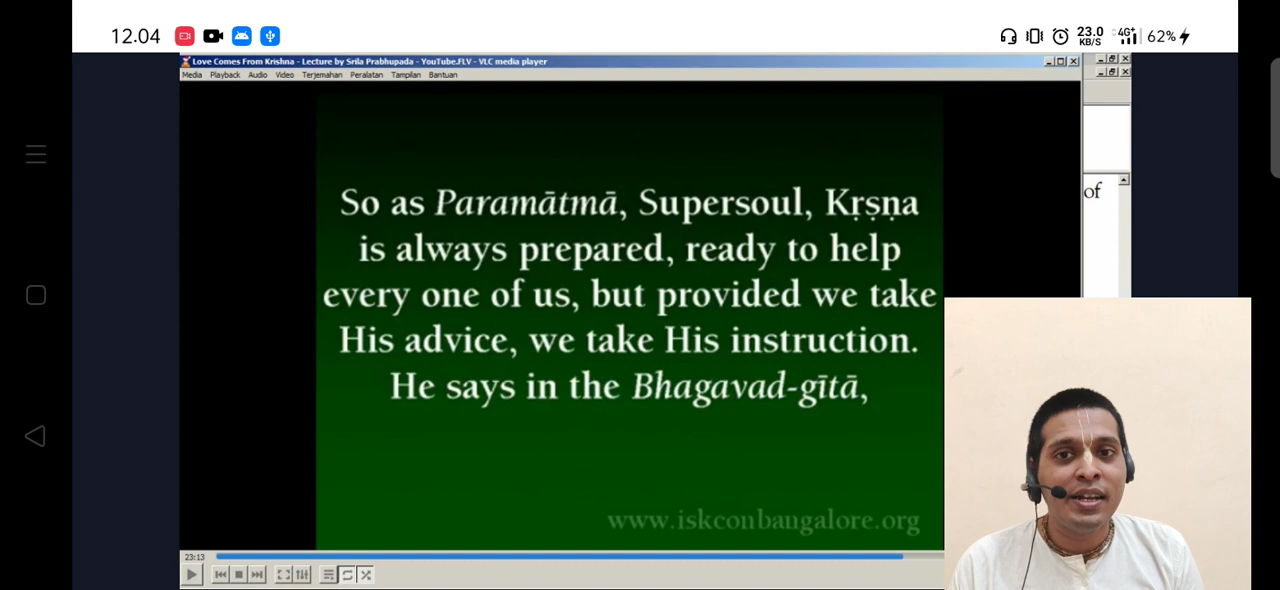 12.04
23.0
KB/S
4G+
62%
Love Comes From Krishna - Lecture by Srila Prabhupada - YouTube.FLV - VLC media player
Media Playback Audio Video Terjemahan Peralatan Tampilan Bantuan
So as Paramātmā, Supersoul, Kṛṣṇa
is always prepared, ready to help
every one of us, but provided we take
His advice, we take His instruction.
He says in the Bhagavad-gītā,
of
www.iskconbangalore.org
23:13